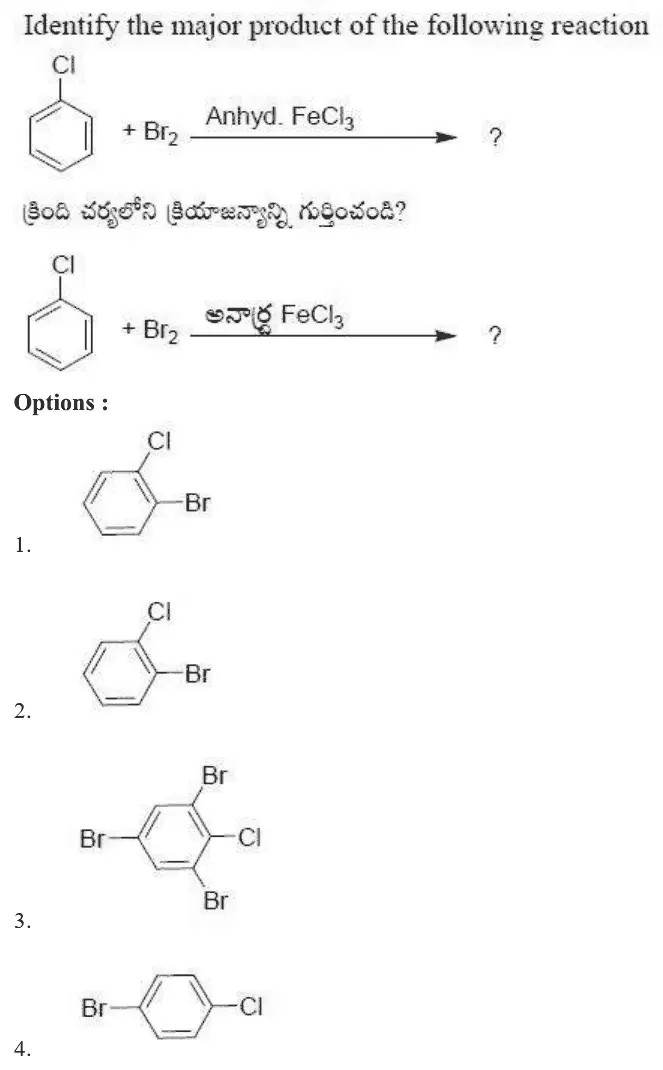 Identify the major product of the following reaction
Cl
+ Br₂
Anhyd. FeCl₃
?
క్రింది చర్యలోని క్రియాజన్యాన్ని గుర్తించండి?
Cl
+ Br₂
అనార్ద్ర FeCl₃
?
Options :
Cl
Br
1.
Cl
Br
2.
Br
Br
Cl
Br
3.
Br
Cl
4.